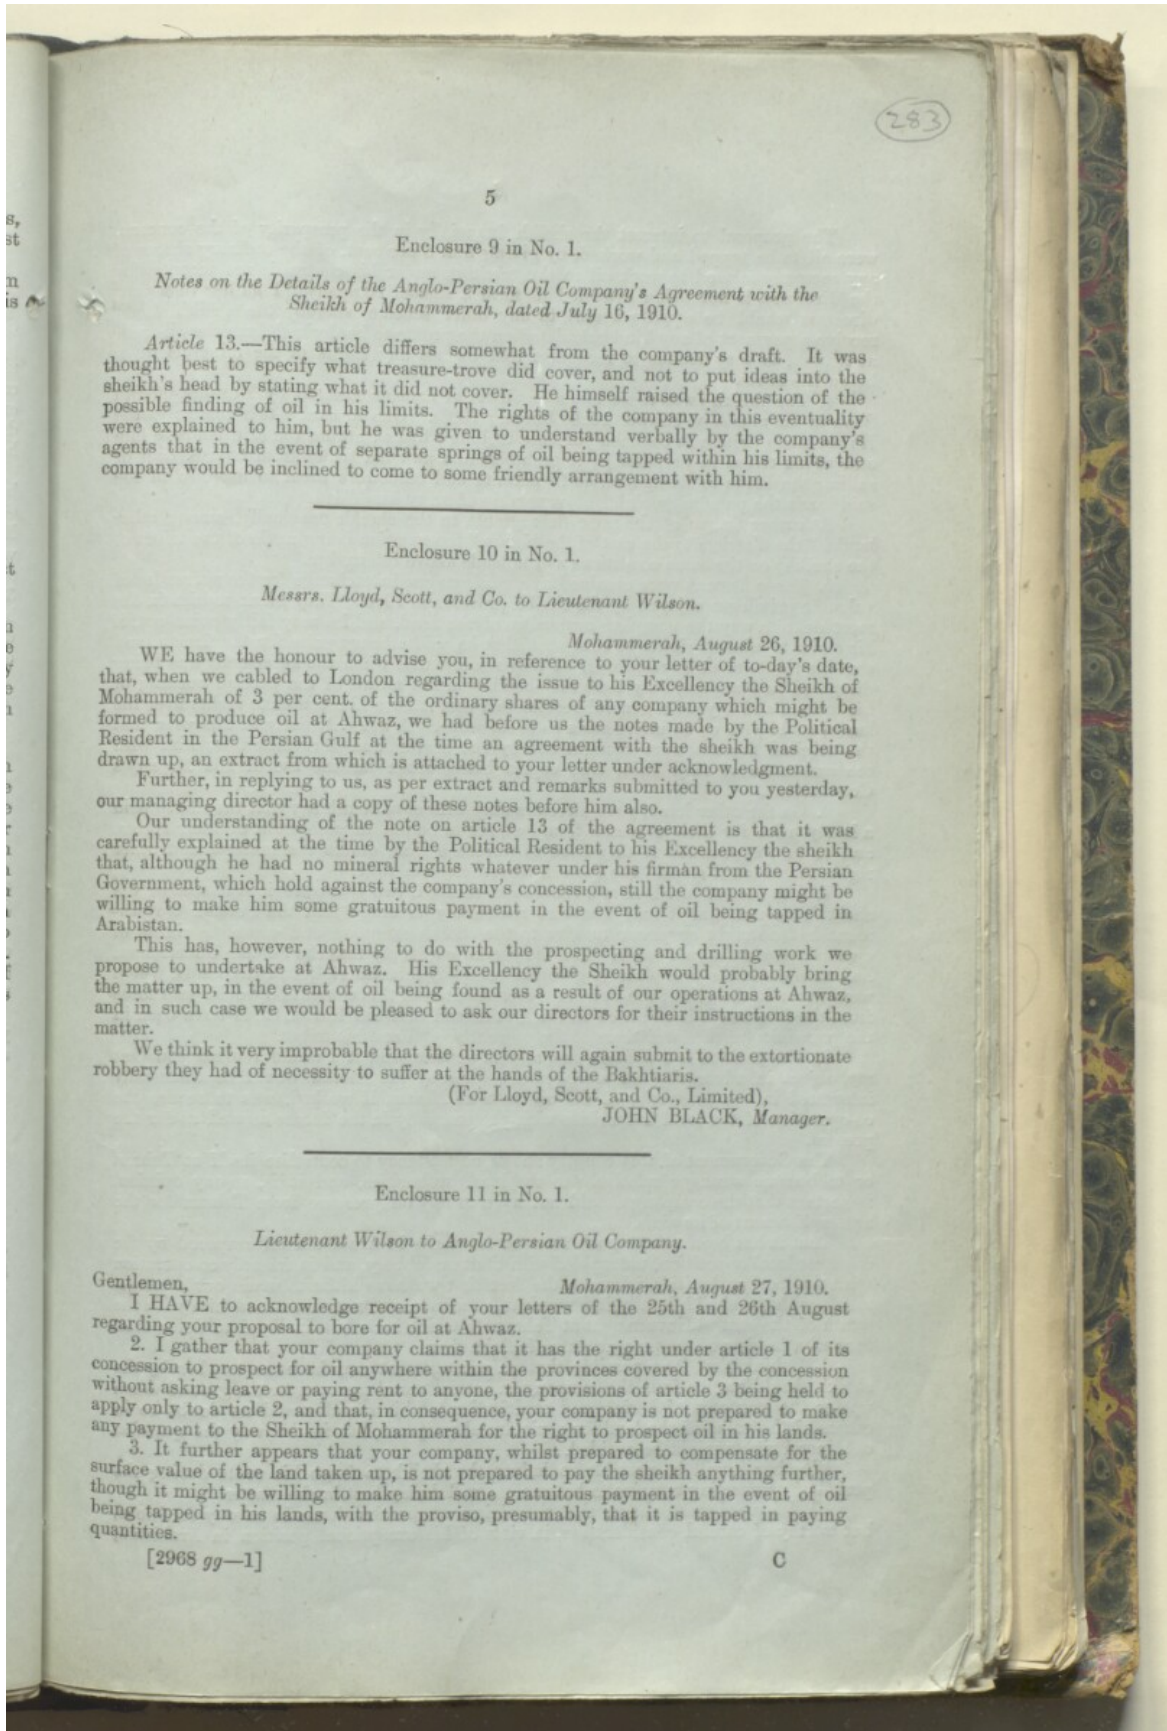 283
5
Enclosure 9 in No. 1.
Notes on the Details of the Anglo-Persian Oil Company's Agreement with the
Sheikh of Mohammerah, dated July 16, 1910.
Article 13.—This article differs somewhat from the company's draft. It was
thought best to specify what treasure-trove did cover, and not to put ideas into the
sheikh's head by stating what it did not cover. He himself raised the question of the
possible finding of oil in his limits. The rights of the company in this eventuality
were explained to him, but he was given to understand verbally by the company's
agents that in the event of separate springs of oil being tapped within his limits, the
company would be inclined to come to some friendly arrangement with him.
Enclosure 10 in No. 1.
Messrs. Lloyd, Scott, and Co. to Lieutenant Wilson.
Mohammerah, August 26, 1910.
WE have the honour to advise you, in reference to your letter of to-day's date,
that, when we cabled to London regarding the issue to his Excellency the Sheikh of
Mohammerah of 3 per cent. of the ordinary shares of any company which might be
formed to produce oil at Ahwaz, we had before us the notes made by the Political
Resident in the Persian Gulf at the time an agreement with the sheikh was being
drawn up, an extract from which is attached to your letter under acknowledgment.
Further, in replying to us, as per extract and remarks submitted to you yesterday,
our managing director had a copy of these notes before him also.
Our understanding of the note on article 13 of the agreement is that it was
carefully explained at the time by the Political Resident to his Excellency the sheikh
that, although he had no mineral rights whatever under his firman from the Persian
Government, which hold against the company's concession, still the company might be
willing to make him some gratuitous payment in the event of oil being tapped in
Arabistan.
This has, however, nothing to do with the prospecting and drilling work we
propose to undertake at Ahwaz. His Excellency the Sheikh would probably bring
the matter up, in the event of oil being found as a result of our operations at Ahwaz,
and in such case we would be pleased to ask our directors for their instructions in the
matter.
We think it very improbable that the directors will again submit to the extortionate
robbery they had of necessity to suffer at the hands of the Bakhtiaris.
(For Lloyd, Scott, and Co., Limited),
JOHN BLACK, Manager.
Enclosure 11 in No. 1.
Lieutenant Wilson to Anglo-Persian Oil Company.
Gentlemen, Mohammerah, August 27, 1910.
I HAVE to acknowledge receipt of your letters of the 25th and 26th August
regarding your proposal to bore for oil at Ahwaz.
2. I gather that your company claims that it has the right under article 1 of its
concession to prospect for oil anywhere within the provinces covered by the concession
without asking leave or paying rent to anyone, the provisions of article 3 being held to
apply only to article 2, and that, in consequence, your company is not prepared to make
any payment to the Sheikh of Mohammerah for the right to prospect oil in his lands.
3. It further appears that your company, whilst prepared to compensate for the
surface value of the land taken up, is not prepared to pay the sheikh anything further,
though it might be willing to make him some gratuitous payment in the event of oil
being tapped in his lands, with the proviso, presumably, that it is tapped in paying
quantities.
[2968 gg—1] C